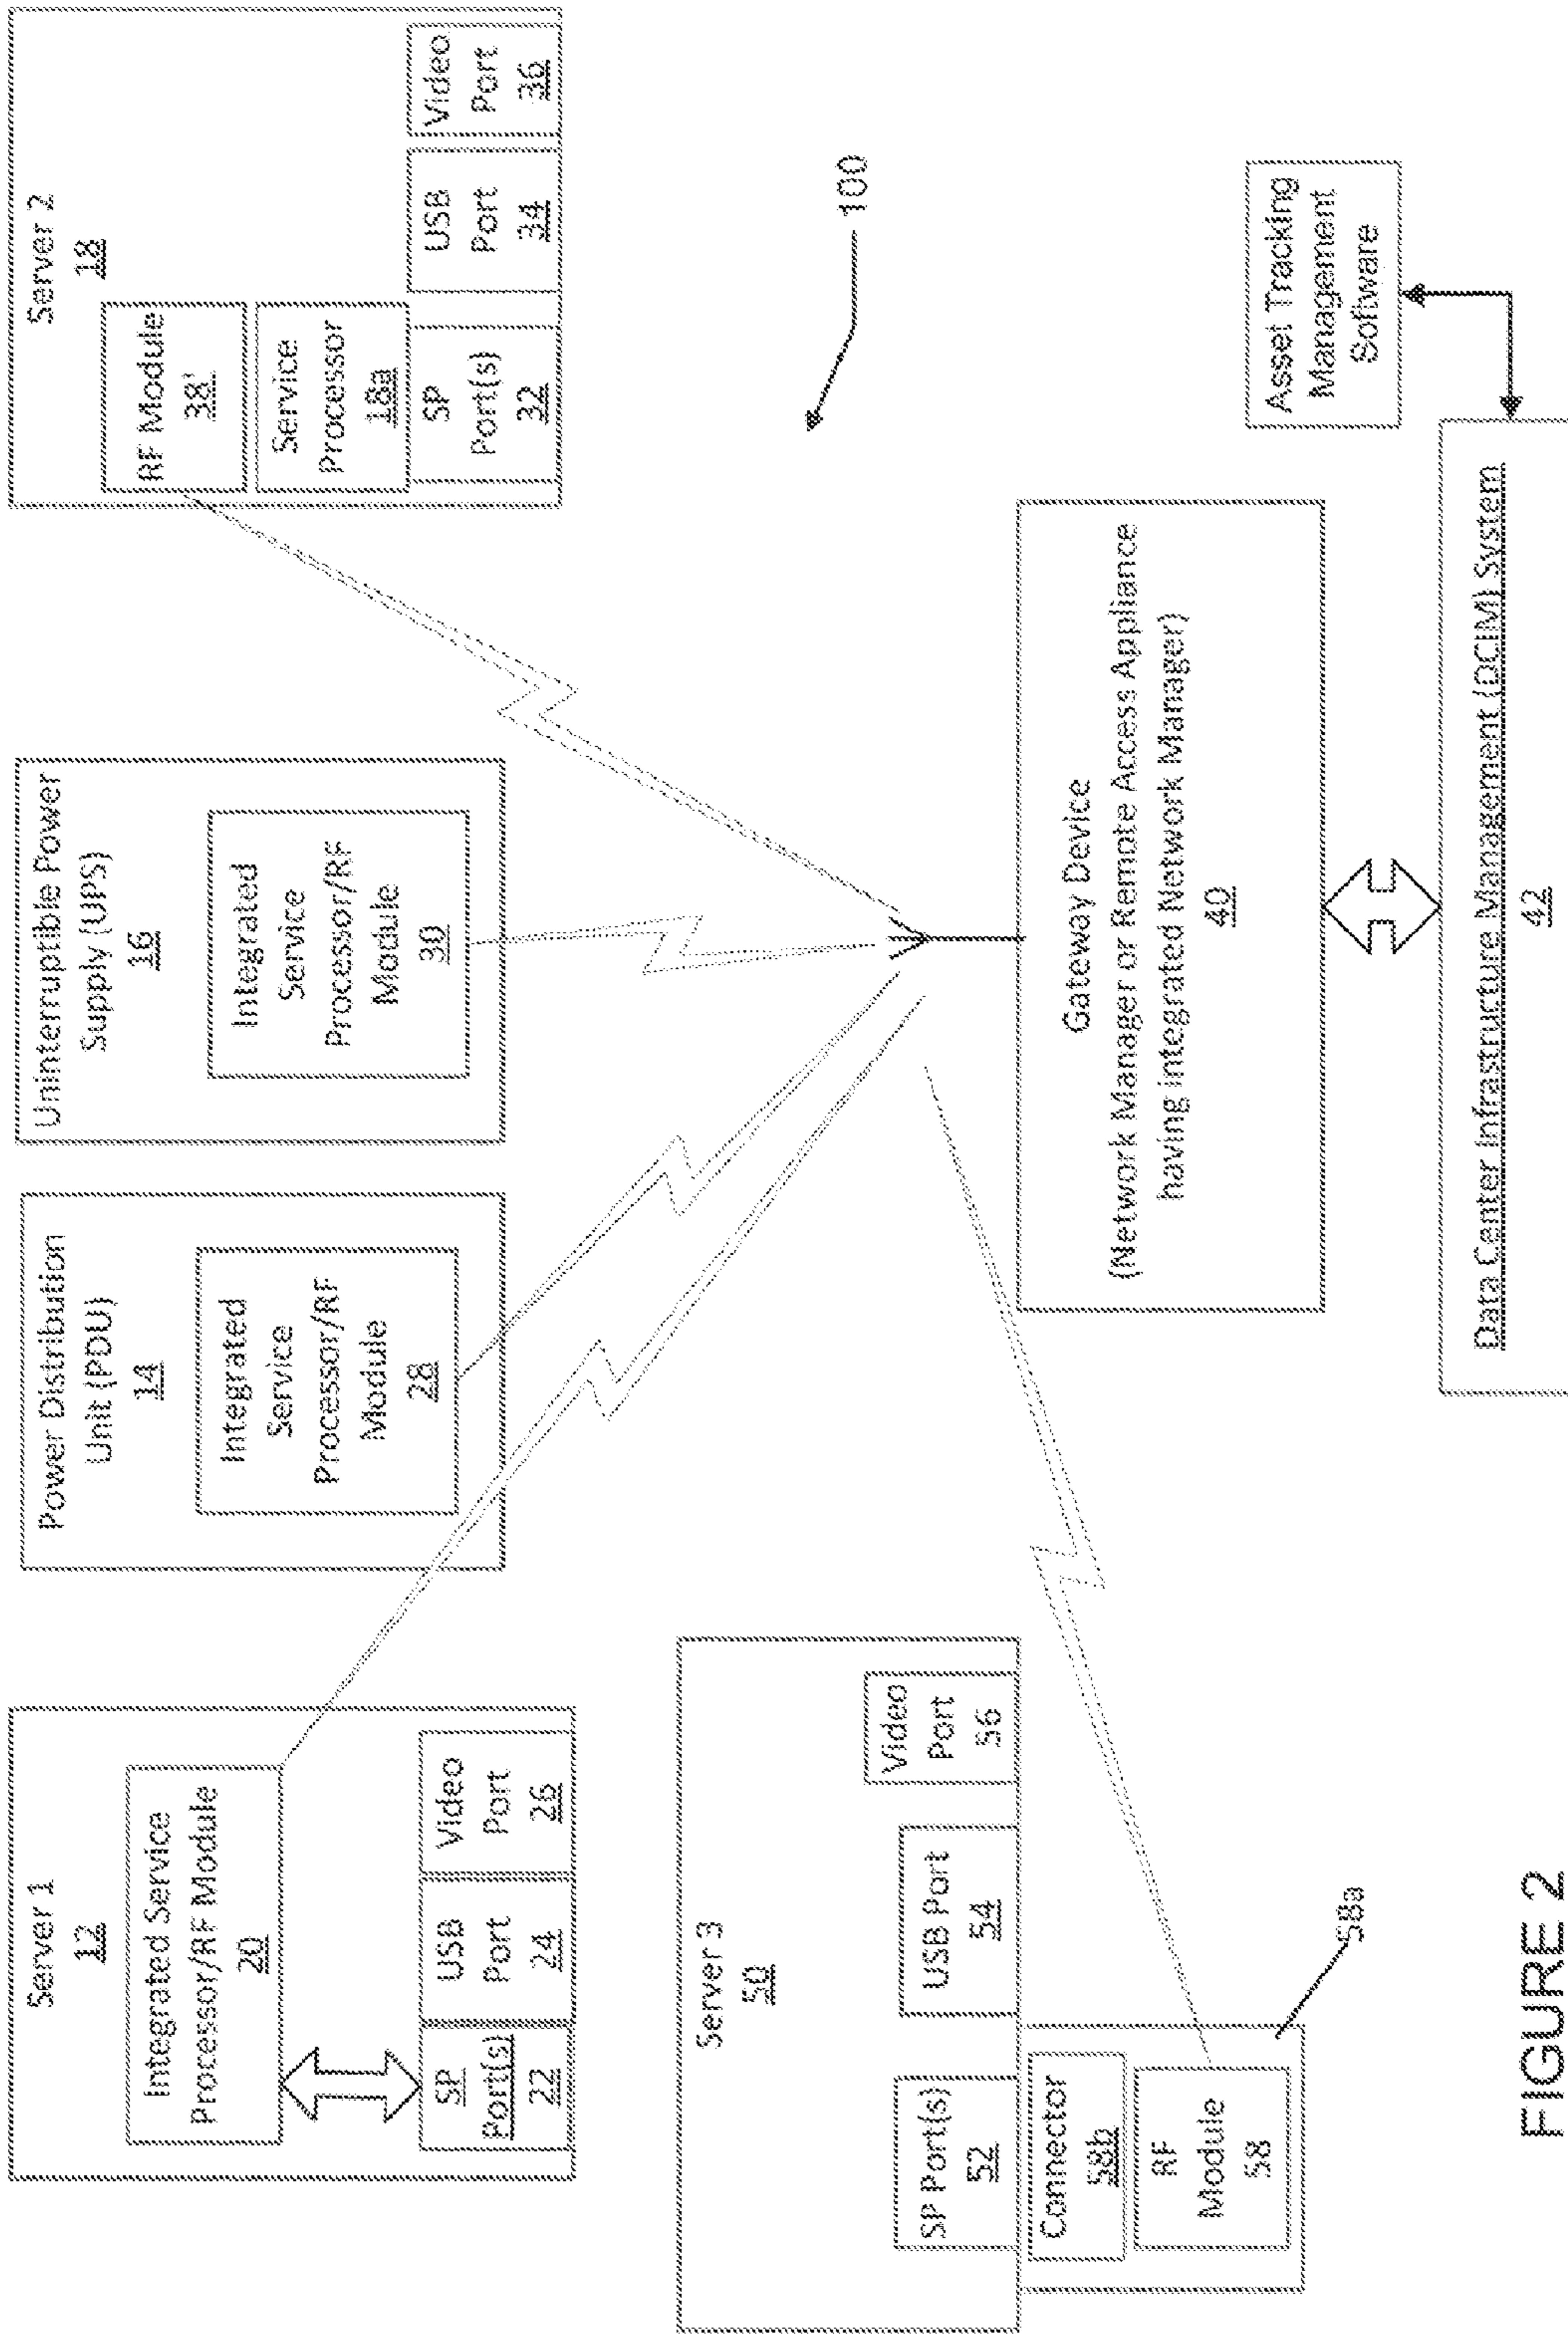 Server 1
12
Integrated Service
Processor/RF Module
20
SP
Port(s)
22
USB
Port
24
Video
Port
26
Power Distribution
Unit (PDU)
14
Integrated
Service
Processor/RF
Module
28
Uninterruptible Power
Supply (UPS)
16
Integrated
Service
Processor/RF
Module
30
Server 2
18
RF Module
38'
Service
Processor
18a
SP
Port(s)
32
USB
Port
34
Video
Port
36
Server 3
50
SP Port(s)
52
USB Port
54
Video
Port
56
Connector
58b
RF
Module
58
58a
100
Gateway Device
(Network Manager or Remote Access Appliance
having integrated Network Manager)
40
Asset Tracking
Management
Software
Data Center Infrastructure Management (DCIM) System
42
FIGURE 2